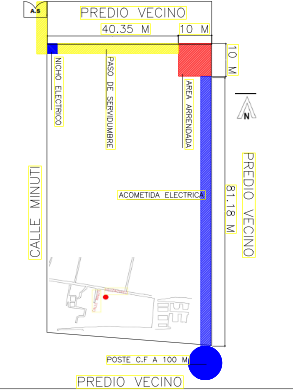 A.S
PREDIO VECINO
40.35 M
10 M
10 M
NICHO ELECTRICO
PASO DE SERVIDUMBRE
AREA ARRENDADA
N
ACOMETIDA ELECTRICA
CALLE MINUTI
PREDIO VECINO
81.18 M
POSTE C.F A 100 M
PREDIO VECINO